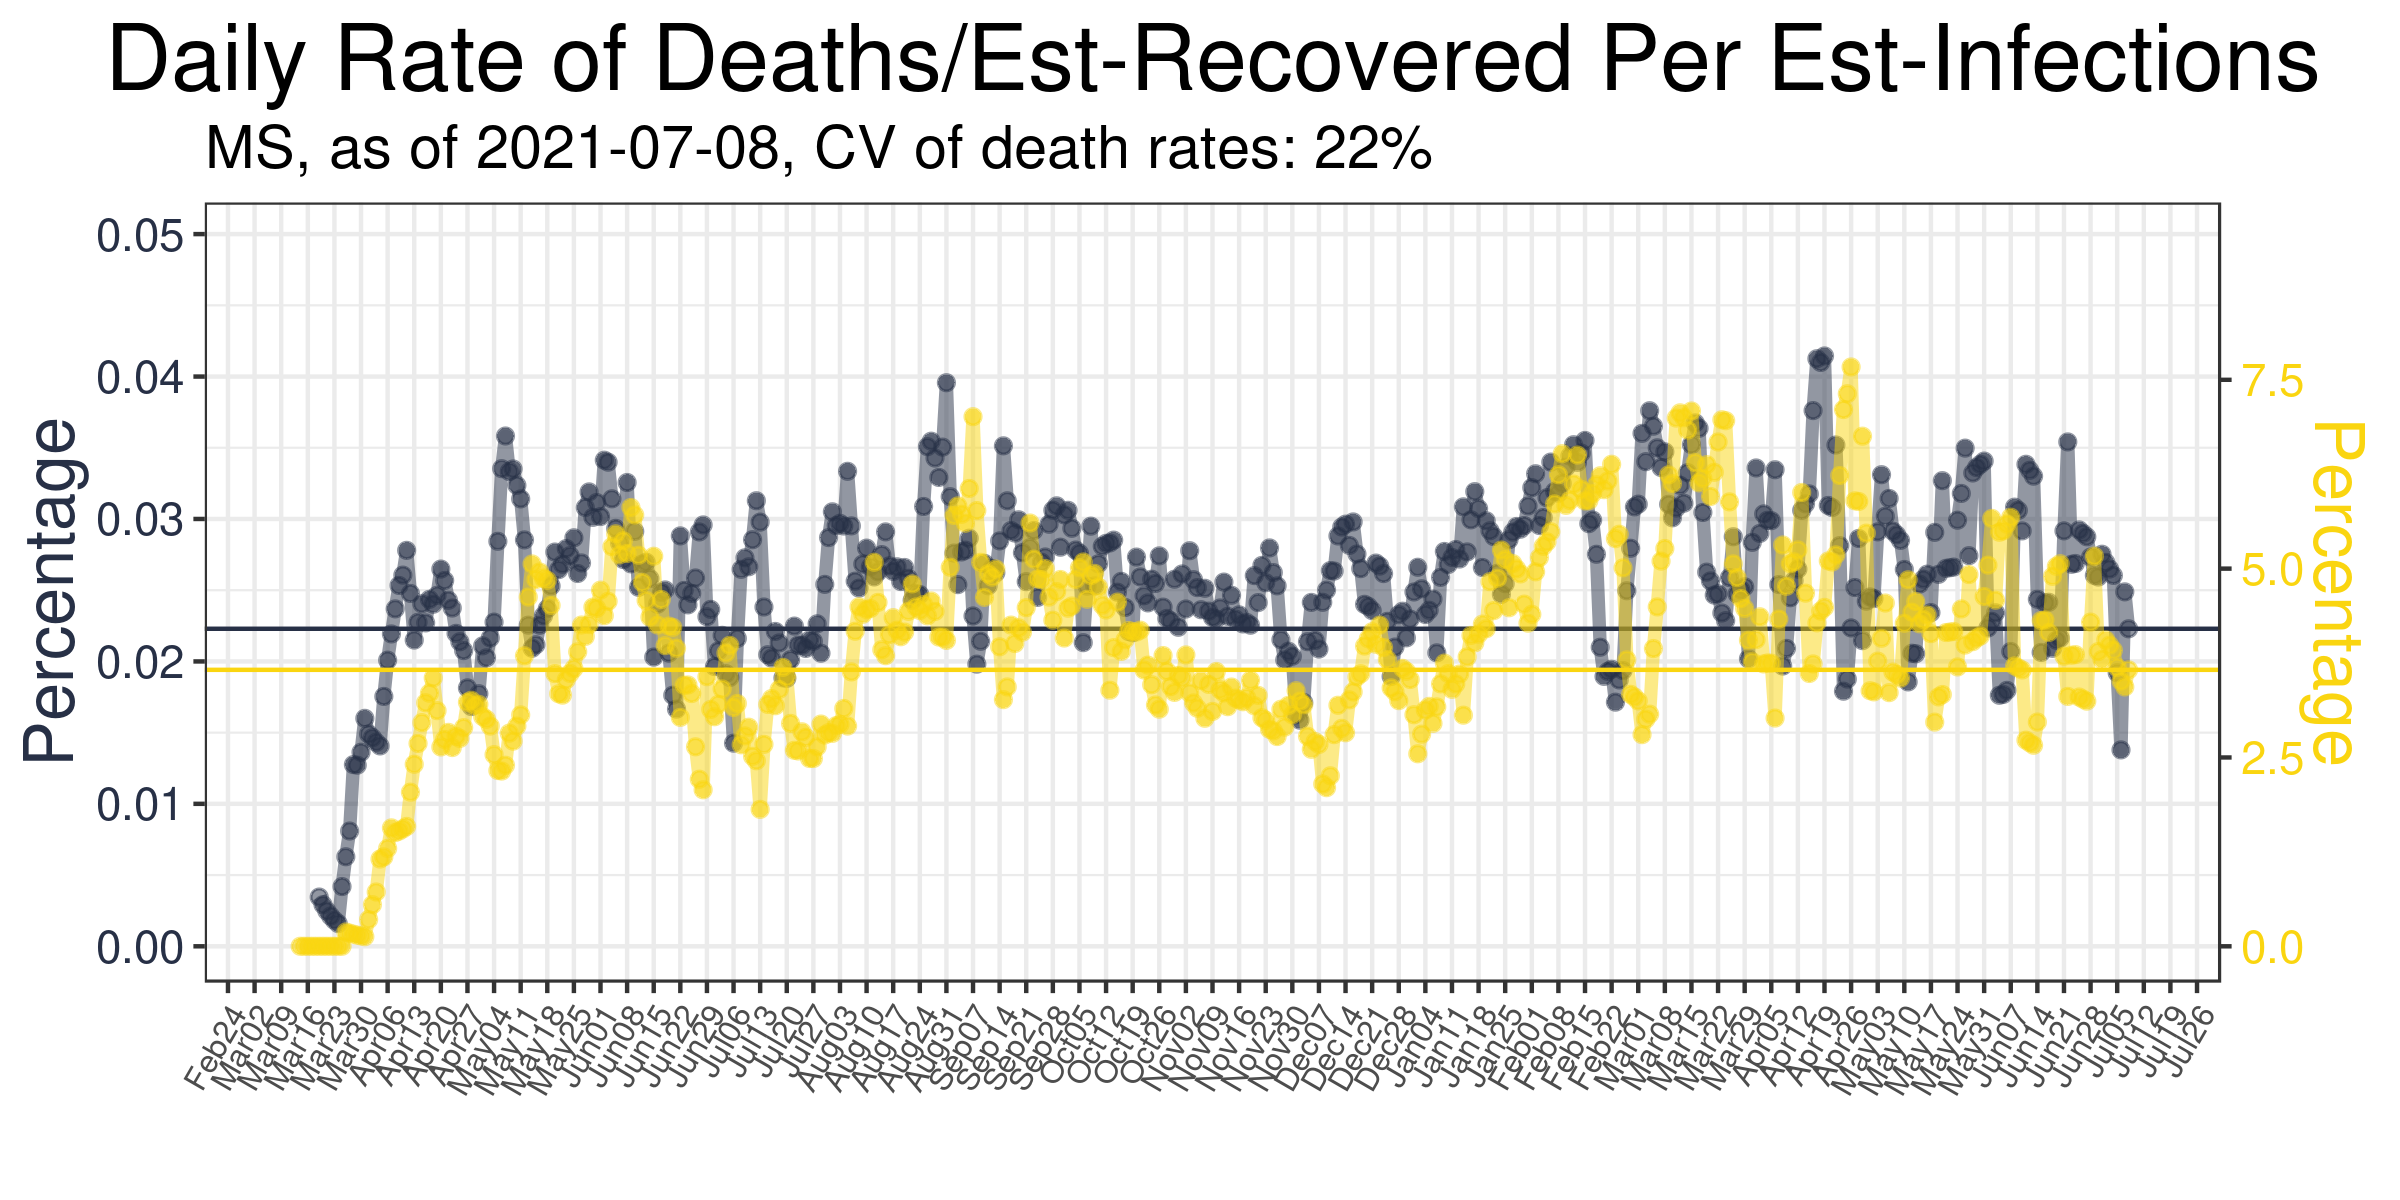 Daily Rate of Deaths/Est-Recovered Per Est-Infections
MS, as of 2021-07-08, CV of death rates: 22%
Percentage
0.05
0.04
0.03
0.02
0.01
0.00
7.5
5.0
2.5
0.0
Percentage
Feb24
Mar02
Mar09
Mar16
Mar23
Mar30
Apr06
Apr13
Apr20
Apr27
May04
May11
May18
May25
Jun01
Jun08
Jun15
Jun22
Jun29
Jul06
Jul13
Jul20
Jul27
Aug03
Aug10
Aug17
Aug24
Aug31
Sep07
Sep14
Sep21
Sep28
Oct05
Oct12
Oct19
Oct26
Nov02
Nov09
Nov16
Nov23
Nov30
Dec07
Dec14
Dec21
Dec28
Jan04
Jan11
Jan18
Jan25
Feb01
Feb08
Feb15
Feb22
Mar01
Mar08
Mar15
Mar22
Mar29
Apr05
Apr12
Apr19
Apr26
May03
May10
May17
May24
May31
Jun07
Jun14
Jun21
Jun28
Jul05
Jul12
Jul19
Jul26